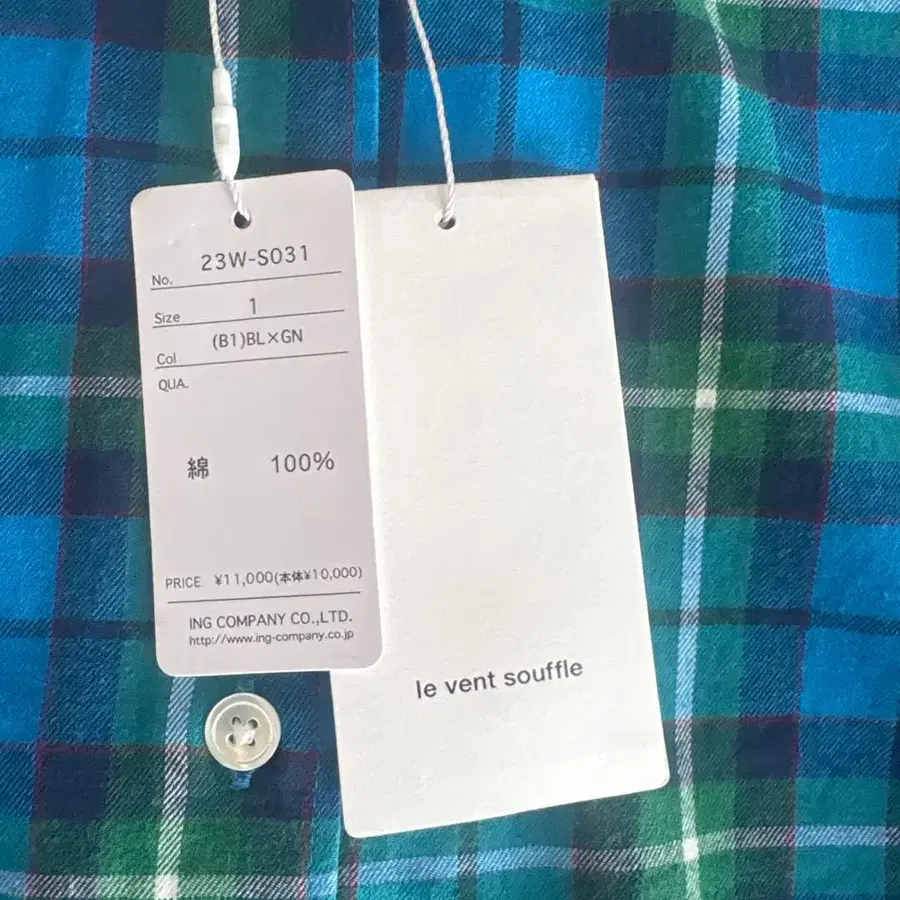 No. 23W-S031
Size 1
Col (B1)BL×GN
QUA.
綿 100%
PRICE. ¥11,000(本体¥10,000)
ING COMPANY CO.,LTD.
http://www.ing-company.co.jp
le vent souffle